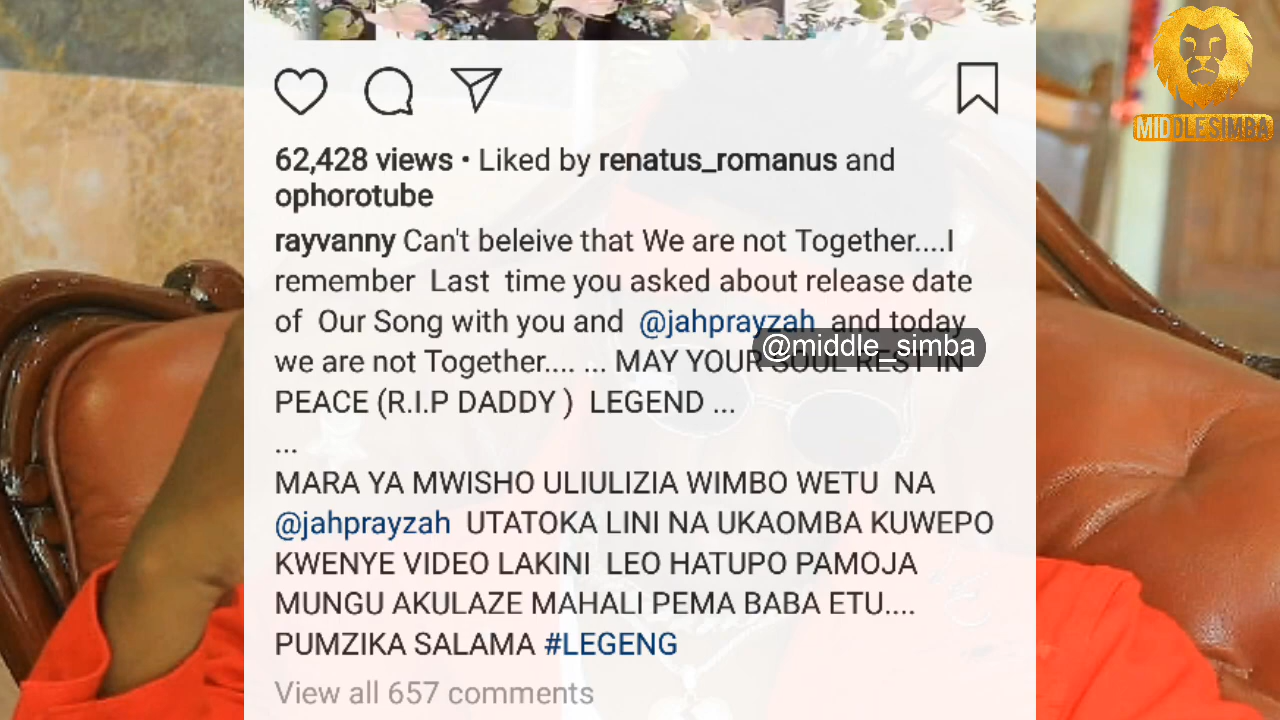 MIDDLE SIMBA
62,428 views • Liked by renatus_romanus and
ophorotube
rayvanny Can't beleive that We are not Together....I
remember Last time you asked about release date
of Our Song with you and @jahprayzah and today
@middle_simba
we are not Together.... ... MAY YOUR SOUL REST IN
PEACE (R.I.P DADDY ) LEGEND ...
...
MARA YA MWISHO ULIULIZIA WIMBO WETU NA
@jahprayzah UTATOKA LINI NA UKAOMBA KUWEPO
KWENYE VIDEO LAKINI LEO HATUPO PAMOJA
MUNGU AKULAZE MAHALI PEMA BABA ETU....
PUMZIKA SALAMA #LEGENG
View all 657 comments